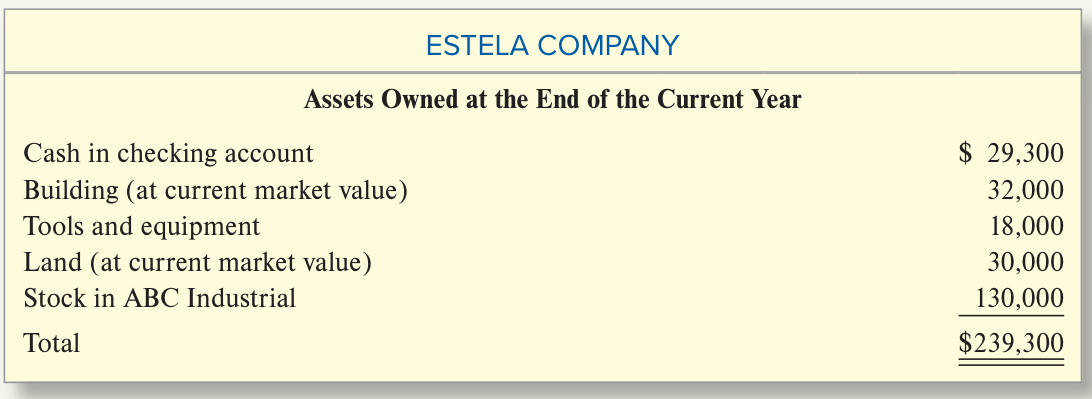 ESTELA COMPANY
Assets Owned at the End of the Current Year
Cash in checking account $ 29,300
Building (at current market value) 32,000
Tools and equipment 18,000
Land (at current market value) 30,000
Stock in ABC Industrial 130,000
Total $239,300